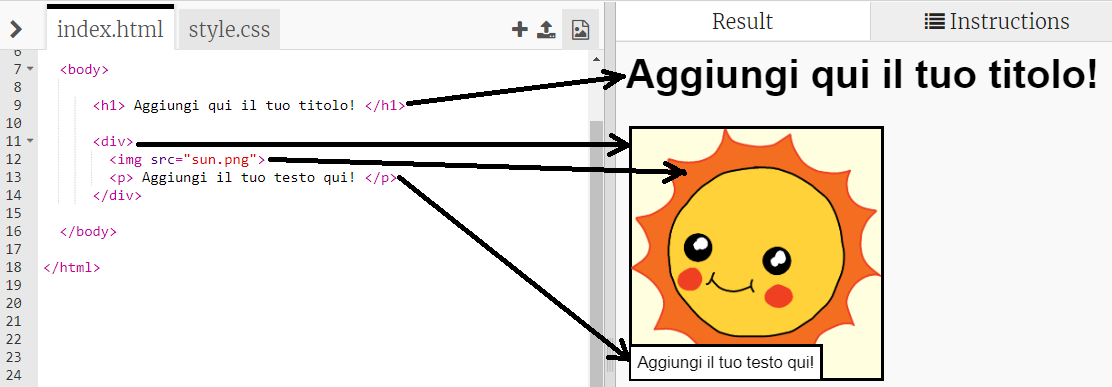 index.html style.css
Result Instructions
6
7 <body>
8
9 <h1> Aggiungi qui il tuo titolo! </h1>
10
11 <div>
12 <img src="sun.png">
13 <p> Aggiungi il tuo testo qui! </p>
14 </div>
15
16 </body>
17
18 </html>
19
20
21
22
23
24
Aggiungi qui il tuo titolo!
Aggiungi il tuo testo qui!